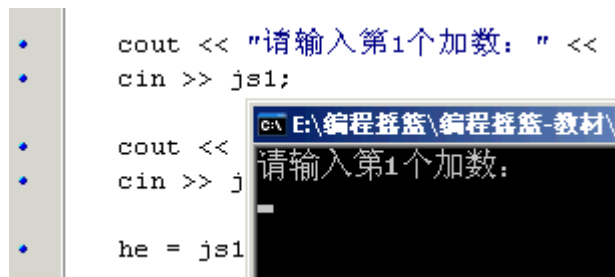 cout << "请输入第1个加数：" <<
cin >> js1;
E:\编程摇篮\编程摇篮-教材\
cout <<
请输入第1个加数：
cin >> j
he = js1